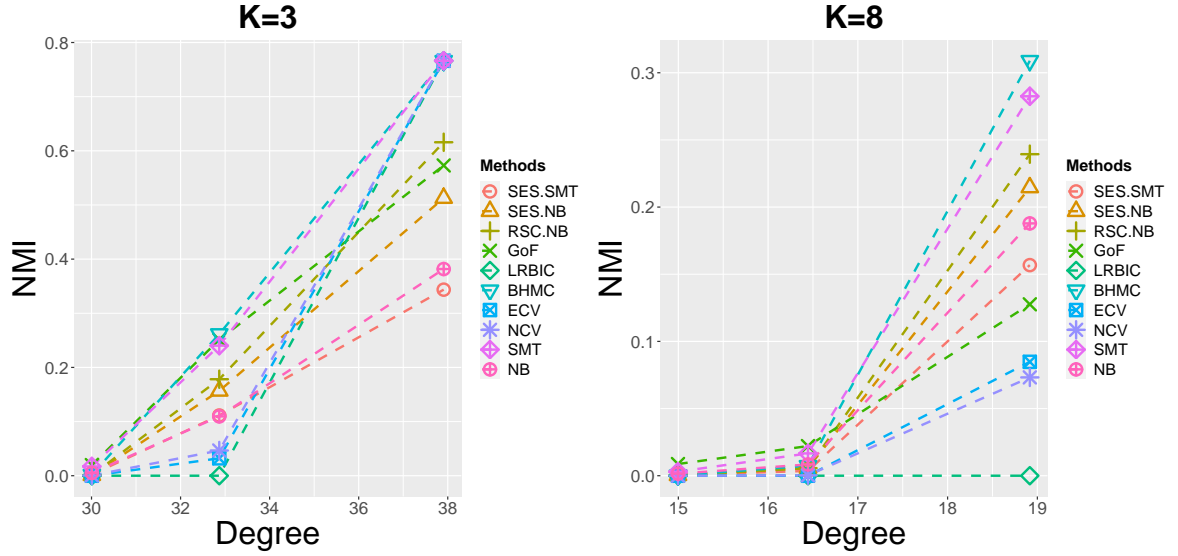 K=3
0.8
0.6
0.4
0.2
0.0
NMI
30 32 34 36 38
Degree
Methods
SES.SMT
SES.NB
RSC.NB
GoF
LRBIC
BHMC
ECV
NCV
SMT
NB
K=8
0.3
0.2
0.1
0.0
NMI
15 16 17 18 19
Degree
Methods
SES.SMT
SES.NB
RSC.NB
GoF
LRBIC
BHMC
ECV
NCV
SMT
NB